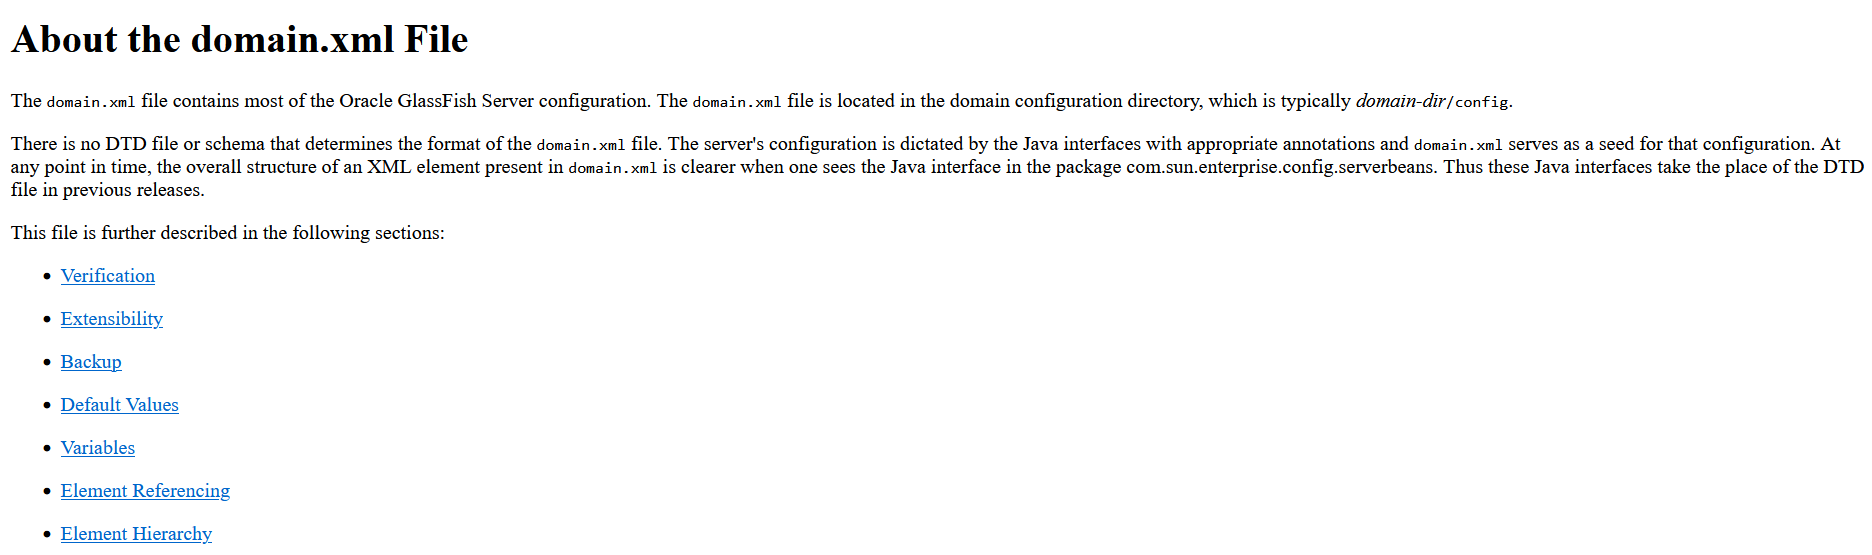 About the domain.xml File
The domain.xml file contains most of the Oracle GlassFish Server configuration. The domain.xml file is located in the domain configuration directory, which is typically domain-dir/config.
There is no DTD file or schema that determines the format of the domain.xml file. The server's configuration is dictated by the Java interfaces with appropriate annotations and domain.xml serves as a seed for that configuration. At
any point in time, the overall structure of an XML element present in domain.xml is clearer when one sees the Java interface in the package com.sun.enterprise.config.serverbeans. Thus these Java interfaces take the place of the DTD
file in previous releases.
This file is further described in the following sections:
• Verification
• Extensibility
• Backup
• Default Values
• Variables
• Element Referencing
• Element Hierarchy